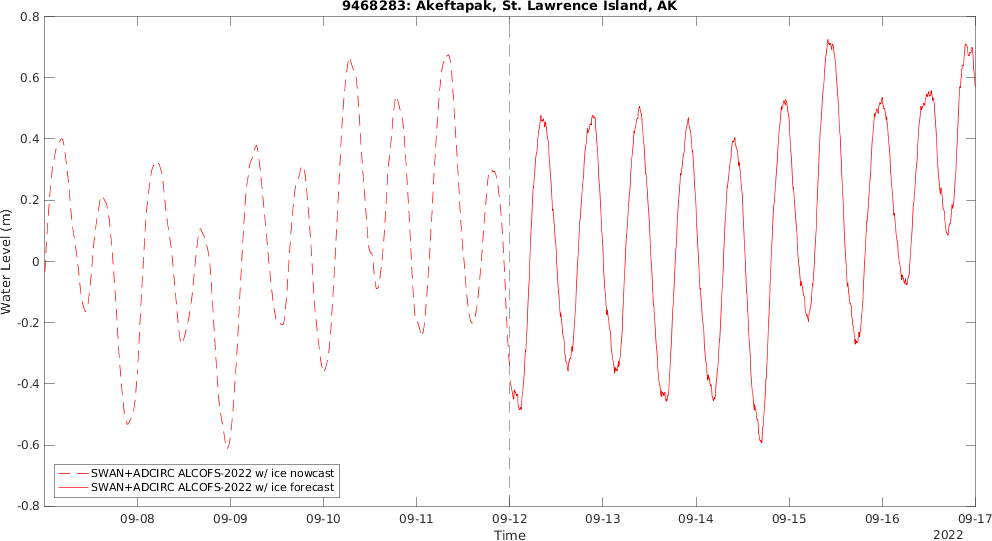 9468283: Akeftapak, St. Lawrence Island, AK
Water Level (m)
0.8
0.6
0.4
0.2
0
-0.2
-0.4
-0.6
-0.8
SWAN+ADCIRC ALCOFS-2022 w/ ice nowcast
SWAN+ADCIRC ALCOFS-2022 w/ ice forecast
09-08 09-09 09-10 09-11 09-12 09-13 09-14 09-15 09-16 09-17
Time
2022